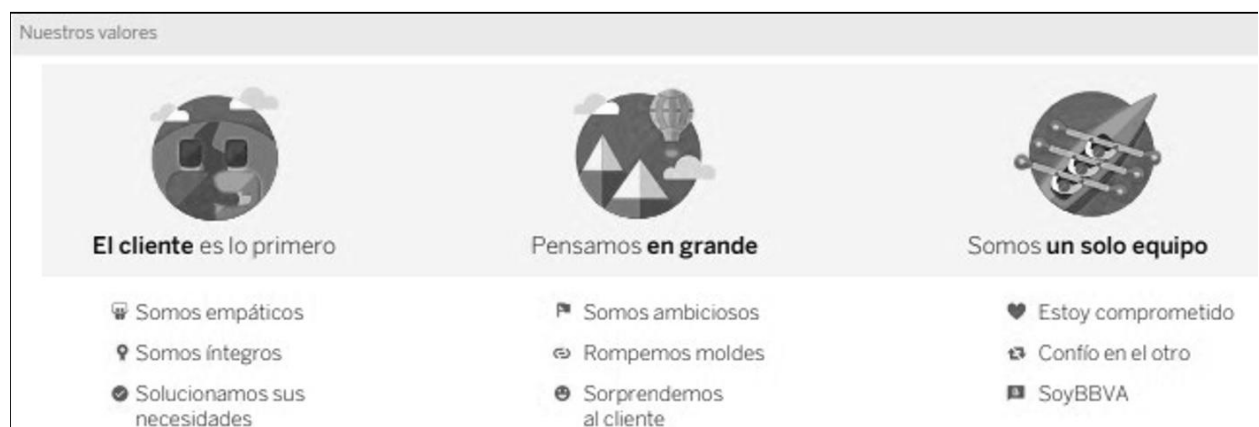 Nuestros valores
El cliente es lo primero
Somos empáticos
Somos íntegros
Solucionamos sus
necesidades
Pensamos en grande
Somos ambiciosos
Rompemos moldes
Sorprendemos
al cliente
Somos un solo equipo
Estoy comprometido
Confío en el otro
SoyBBVA